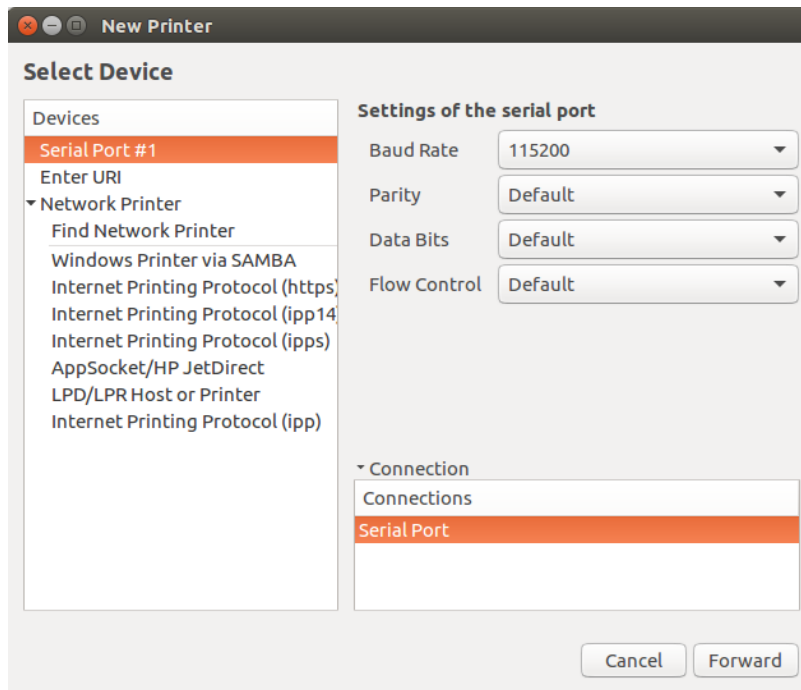 New Printer
Select Device
Devices
Serial Port #1
Enter URI
Network Printer
Find Network Printer
Windows Printer via SAMBA
Internet Printing Protocol (https)
Internet Printing Protocol (ipp14)
Internet Printing Protocol (ipps)
AppSocket/HP JetDirect
LPD/LPR Host or Printer
Internet Printing Protocol (ipp)
Settings of the serial port
Baud Rate 115200
Parity Default
Data Bits Default
Flow Control Default
Connection
Connections
Serial Port
Cancel Forward